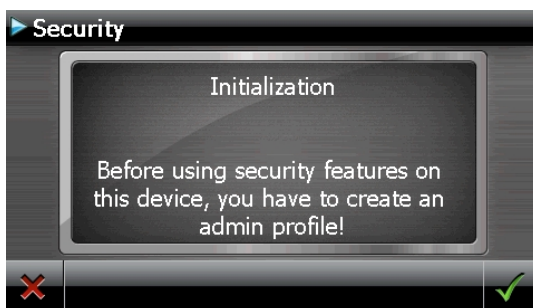 Security
Initialization
Before using security features on
this device, you have to create an
admin profile!